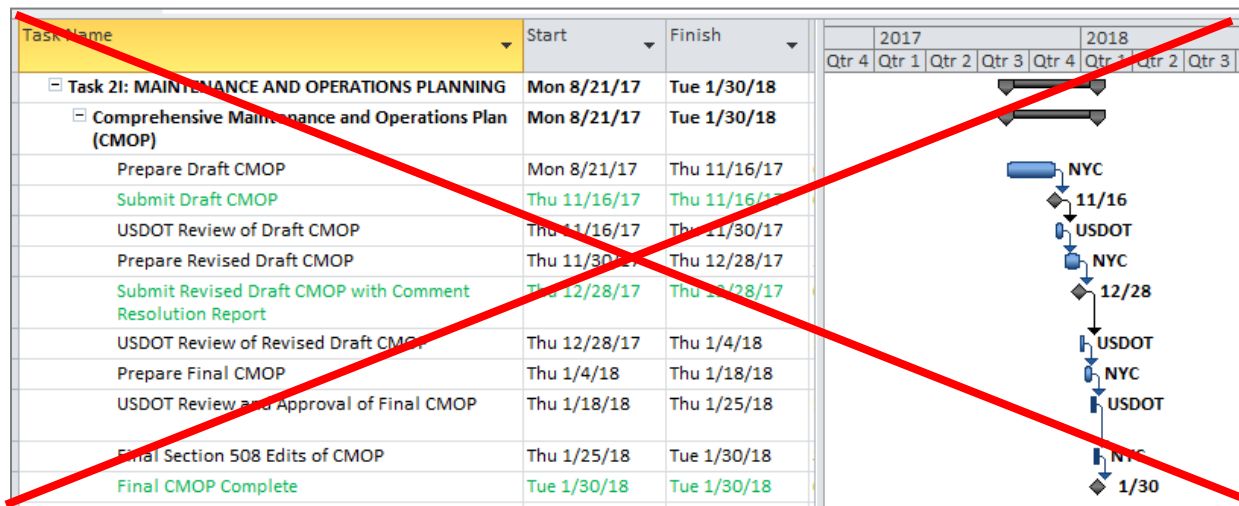 Task Name Start Finish 2017 2018
Qtr 4 Qtr 1 Qtr 2 Qtr 3 Qtr 4 Qtr 1 Qtr 2 Qtr 3
Task 2I: MAINTENANCE AND OPERATIONS PLANNING Mon 8/21/17 Tue 1/30/18
Comprehensive Maintenance and Operations Plan Mon 8/21/17 Tue 1/30/18
(CMOP)
Prepare Draft CMOP Mon 8/21/17 Thu 11/16/17 NYC
Submit Draft CMOP Thu 11/16/17 Thu 11/16/17 11/16
USDOT Review of Draft CMOP Thu 11/16/17 Thu 11/30/17 USDOT
Prepare Revised Draft CMOP Thu 11/30/17 Thu 12/28/17 NYC
Submit Revised Draft CMOP with Comment Thu 12/28/17 Thu 12/28/17 12/28
Resolution Report
USDOT Review of Revised Draft CMOP Thu 12/28/17 Thu 1/4/18 USDOT
Prepare Final CMOP Thu 1/4/18 Thu 1/18/18 NYC
USDOT Review and Approval of Final CMOP Thu 1/18/18 Thu 1/25/18 USDOT
Final Section 508 Edits of CMOP Thu 1/25/18 Tue 1/30/18 NYC
Final CMOP Complete Tue 1/30/18 Tue 1/30/18 1/30